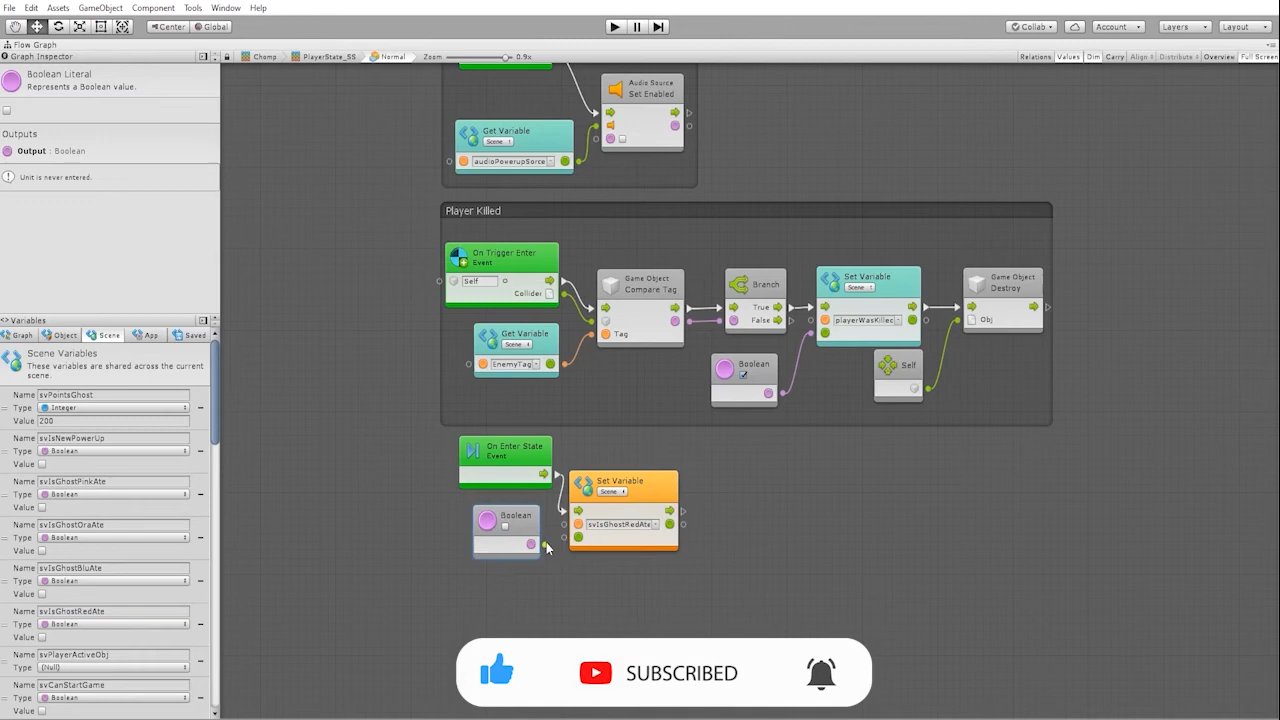 File Edit Assets GameObject Component Tools Window Help
Center Global Collab Account Layers Layout
Flow Graph
Graph Inspector Chomp PlayerState_SS Normal Zoom 0.9x Relations Values Dim Carry Align Distribute Overview Full Screen
Boolean Literal
Represents a Boolean value.
Outputs
Output : Boolean
Unit is never entered.
Audio Source
Set Enabled
Get Variable
Scene
audioPowerupSorce
Player Killed
On Trigger Enter
Event
Self
Collider
Game Object
Compare Tag
Tag
Branch
True
False
Set Variable
Scene
playerWasKilled
Game Object
Destroy
Obj
Get Variable
Scene
EnemyTag
Boolean
Self
On Enter State
Event
Set Variable
Scene
svIsGhostRedAte
Boolean
Variables
Graph Object Scene App Saved
Scene Variables
These variables are shared across the current
scene.
Name svPointsGhost
Type Integer
Value 200
Name svIsNewPowerUp
Type Boolean
Value
Name svIsGhostPinkAte
Type Boolean
Value
Name svIsGhostOraAte
Type Boolean
Value
Name svIsGhostBluAte
Type Boolean
Value
Name svIsGhostRedAte
Type Boolean
Value
Name svPlayerActiveObj
Type (Null)
Value
Name svCanStartGame
Type Boolean
Value
SUBSCRIBED